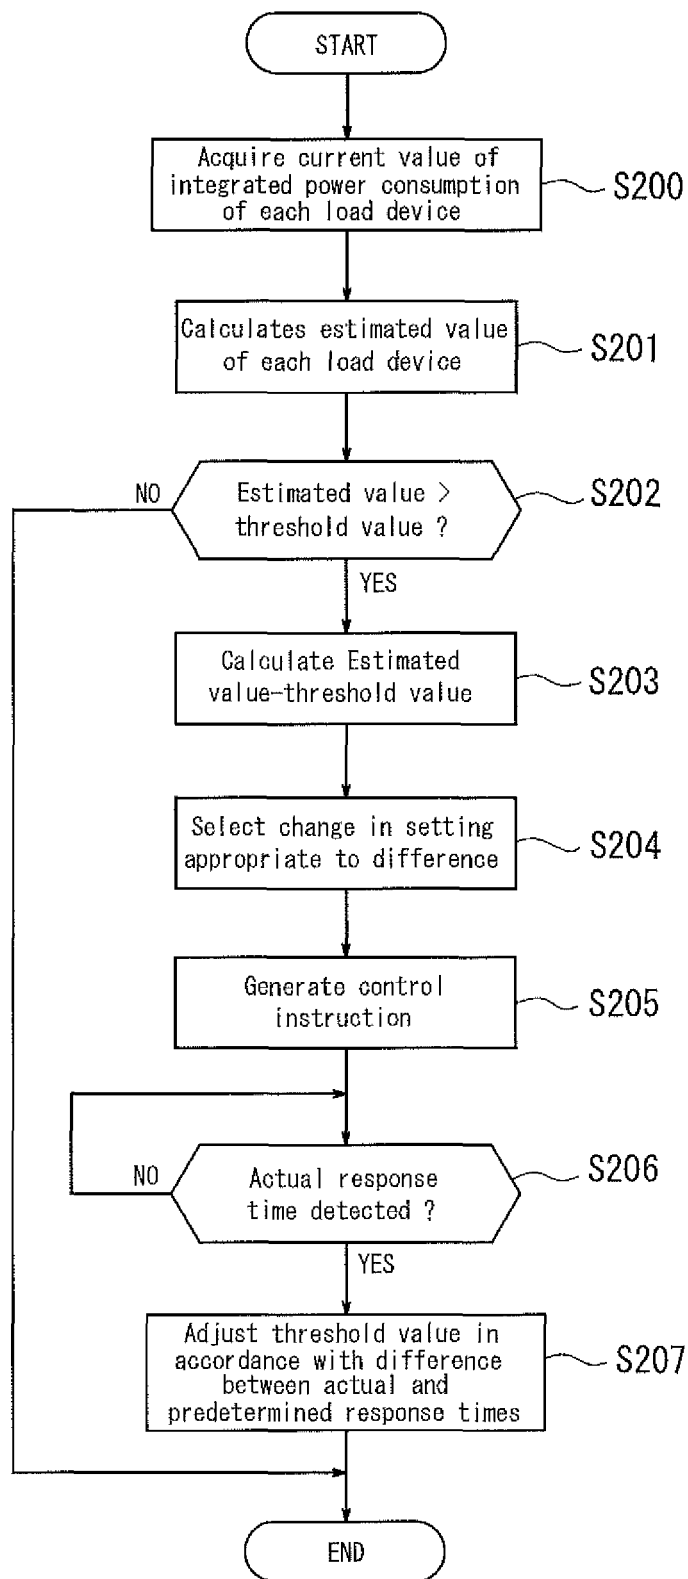 START
Acquire current value of
integrated power consumption
of each load device
S200
Calculates estimated value
of each load device
S201
NO
Estimated value >
threshold value ?
S202
YES
Calculate Estimated
value-threshold value
S203
Select change in setting
appropriate to difference
S204
Generate control
instruction
S205
NO
Actual response
time detected ?
S206
YES
Adjust threshold value in
accordance with difference
between actual and
predetermined response times
S207
END